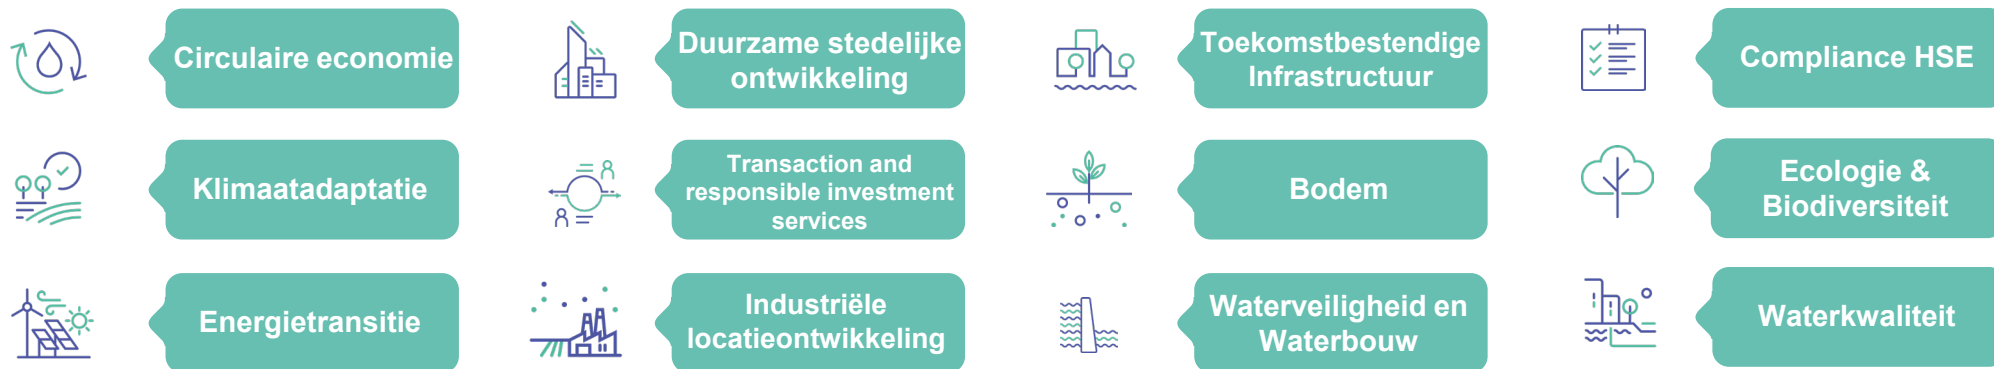 Circulaire economie
Duurzame stedelijke
ontwikkeling
Toekomstbestendige
Infrastructuur
Compliance HSE
Klimaatadaptatie
Transaction and
responsible investment
services
Bodem
Ecologie &
Biodiversiteit
Energietransitie
Industriële
locatieontwikkeling
Waterveiligheid en
Waterbouw
Waterkwaliteit